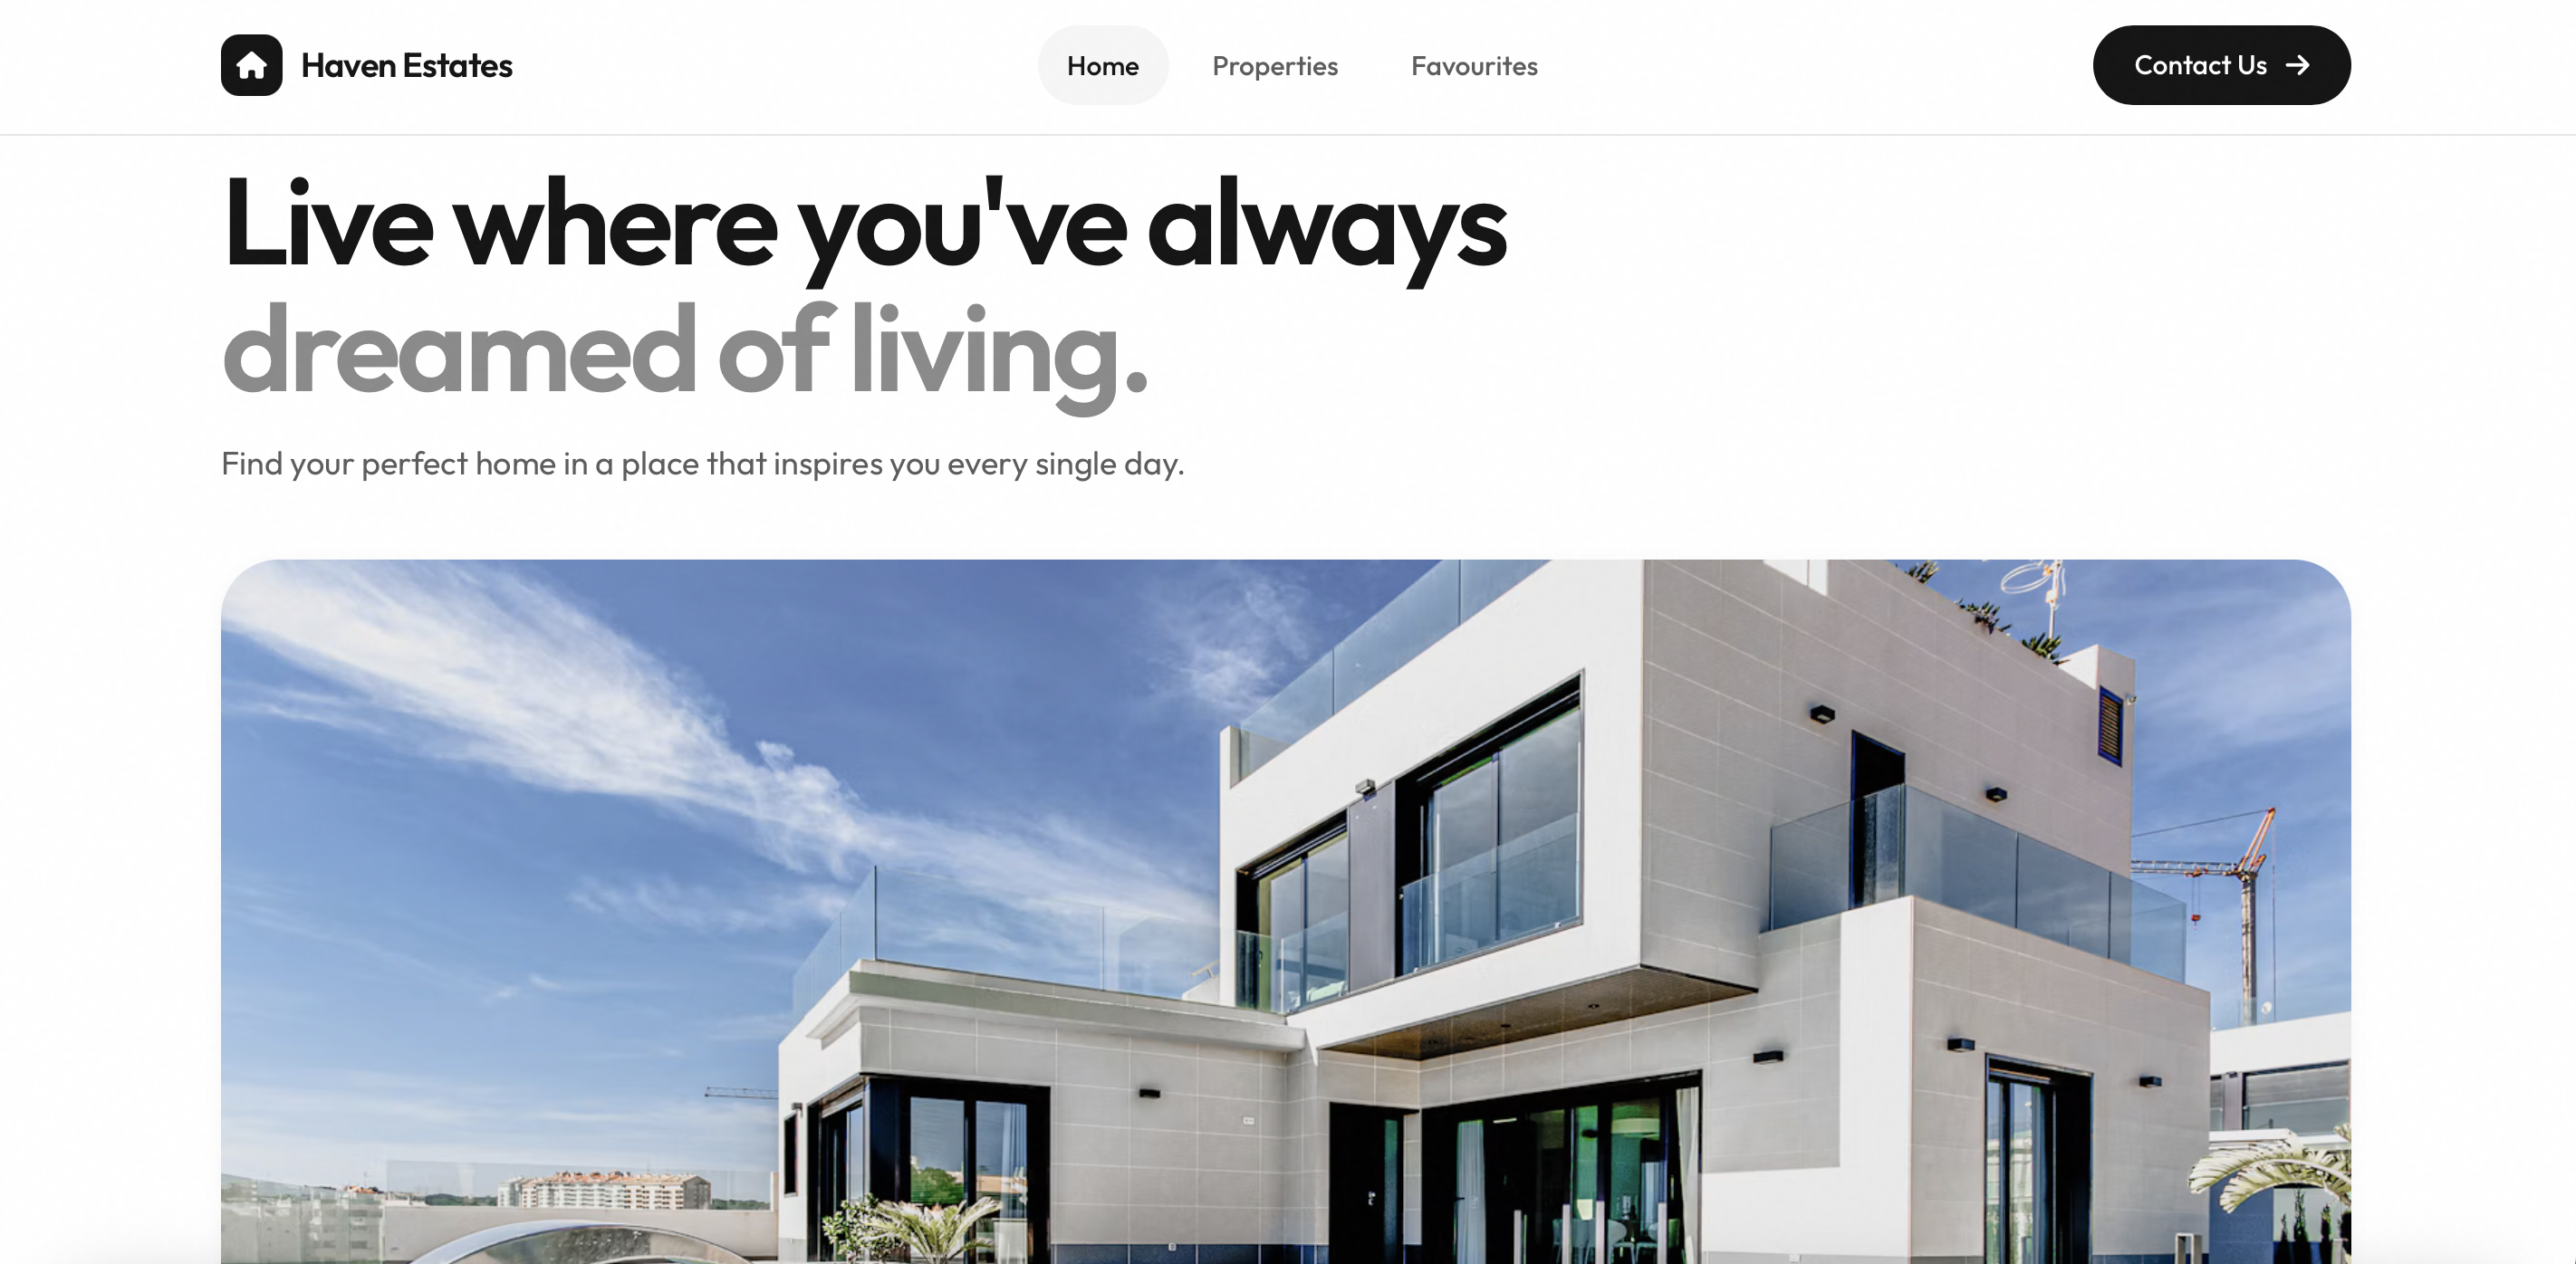 Haven Estates
Home
Properties
Favourites
Contact Us
Live where you've always
dreamed of living.
Find your perfect home in a place that inspires you every single day.